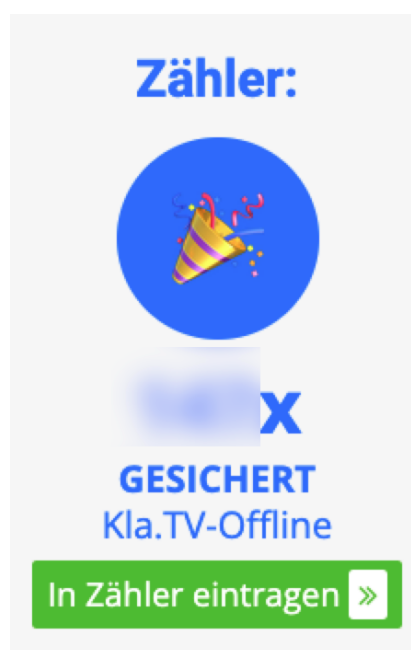 Zähler:
x
GESICHERT
Kla.TV-Offline
In Zähler eintragen »